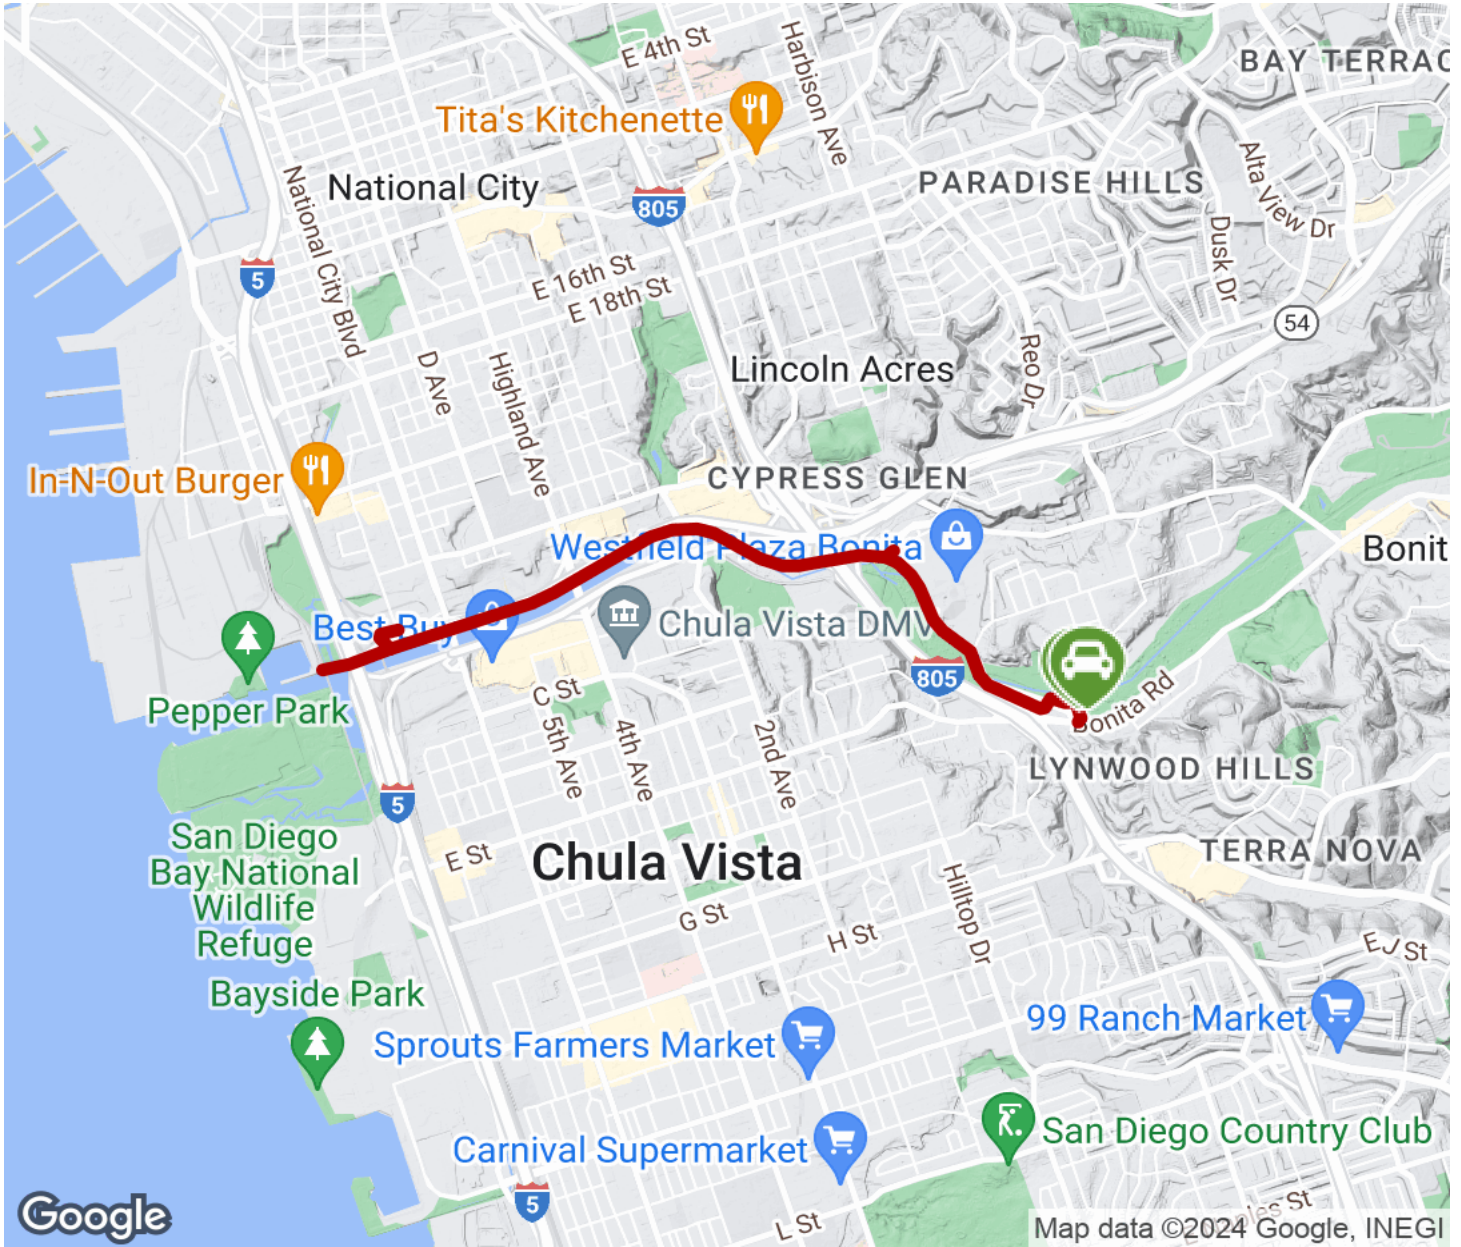 E 4th St
Harbison Ave
BAY TERRAC
Tita's Kitchenette
National City
805
PARADISE HILLS
Alta View Dr
National City Blvd
Dusk Dr
5
E 16th St
E 18th St
54
D Ave
Highland Ave
Lincoln Acres
Reo Dr
In-N-Out Burger
CYPRESS GLEN
Westfield Plaza Bonita
Bonit
Best Buy
Chula Vista DMV
805
Pepper Park
C St
5th Ave
4th Ave
2nd Ave
Bonita Rd
LYNWOOD HILLS
5
San Diego
Bay National
Wildlife
Refuge
E St
Chula Vista
TERRA NOVA
G St
H St
Hilltop Dr
E J St
Bayside Park
Sprouts Farmers Market
99 Ranch Market
Carnival Supermarket
San Diego Country Club
5
L St
Naples St
Google
Map data ©2024 Google, INEGI